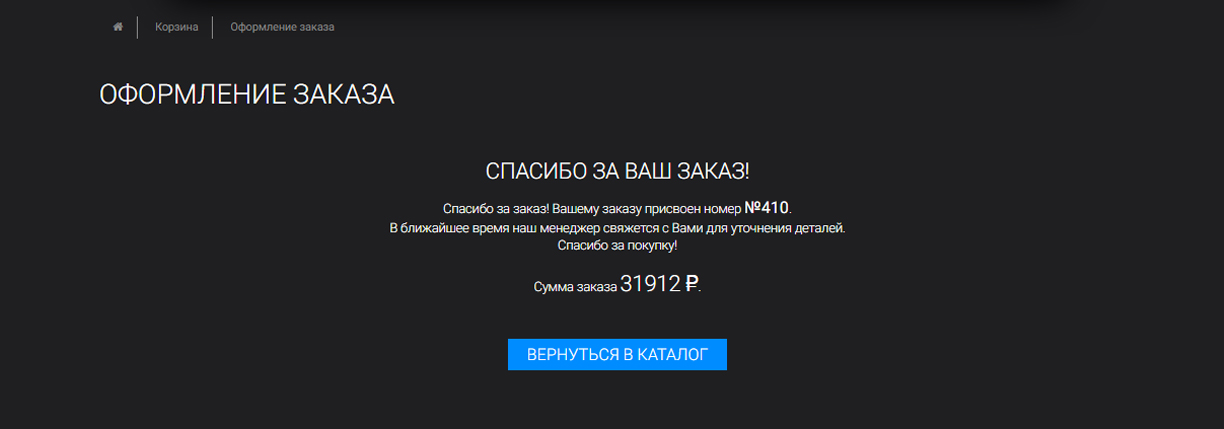 Корзина Оформление заказа
ОФОРМЛЕНИЕ ЗАКАЗА
СПАСИБО ЗА ВАШ ЗАКАЗ!
Спасибо за заказ! Вашему заказу присвоен номер №410.
В ближайшее время наш менеджер свяжется с Вами для уточнения деталей.
Спасибо за покупку!
Сумма заказа 31912 ₽.
ВЕРНУТЬСЯ В КАТАЛОГ